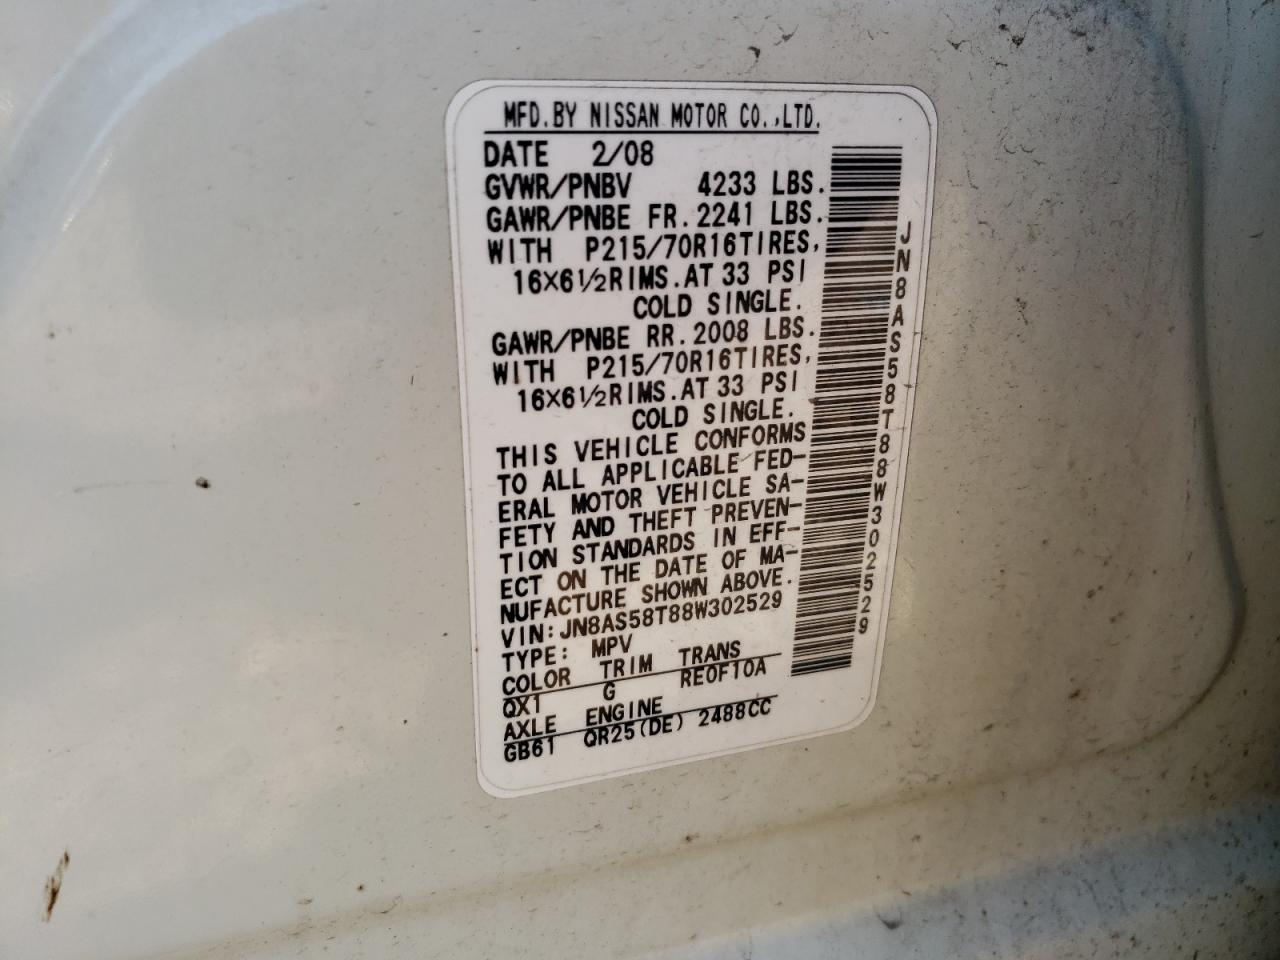 MFD.BY NISSAN MOTOR CO.,LTD.
DATE 2/08
GVWR/PNBV 4233 LBS.
GAWR/PNBE FR. 2241 LBS.
WITH P215/70R16TIRES,
16×6½RIMS.AT 33 PSI
COLD SINGLE.
GAWR/PNBE RR. 2008 LBS.
WITH P215/70R16TIRES,
16×6½RIMS.AT 33 PSI
COLD SINGLE.
THIS VEHICLE CONFORMS
TO ALL APPLICABLE FED-
ERAL MOTOR VEHICLE SA-
FETY AND THEFT PREVEN-
TION STANDARDS IN EFF-
ECT ON THE DATE OF MA-
NUFACTURE SHOWN ABOVE.
VIN:JN8AS58T88W302529
TYPE: MPV
COLOR TRIM TRANS
QX1 G RE0F10A
AXLE ENGINE
GB61 QR25(DE) 2488CC
JN8AS58T88W302529